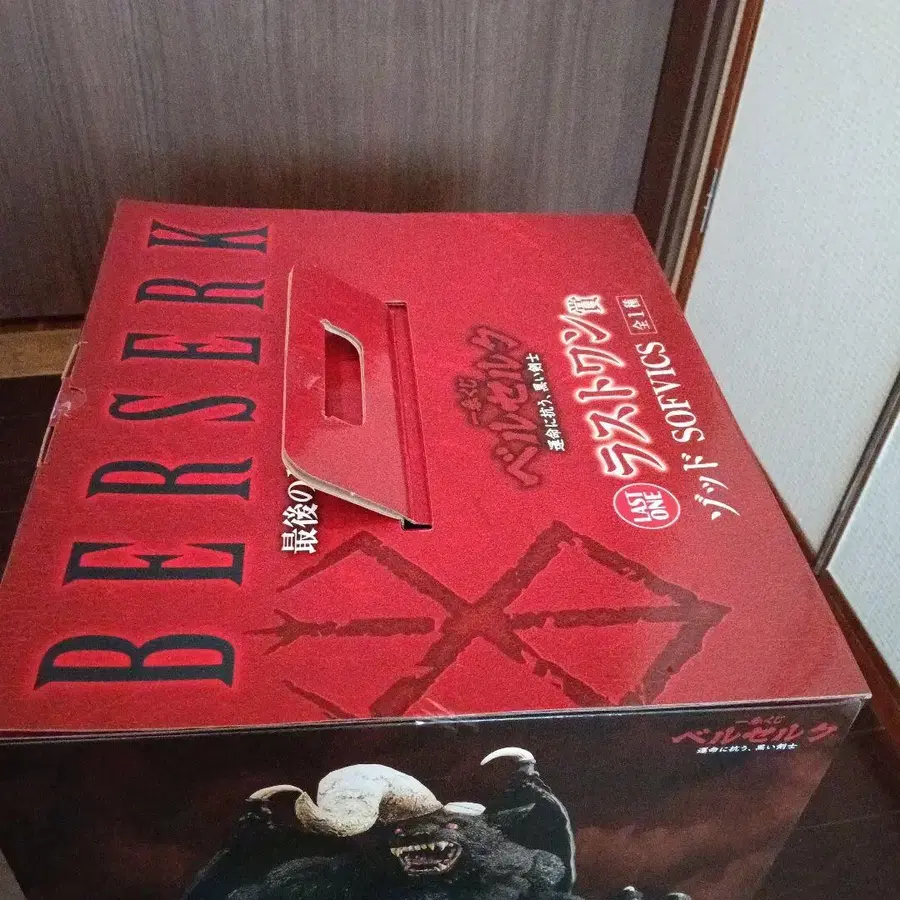 BERSERK
最後の
一番くじ
ベルセルク
運命に抗う、黒い剣士
LAST
ONE
ラストワン賞
ゾッド SOFVICS 全1種
一番くじ
ベルセルク
運命に抗う、黒い剣士